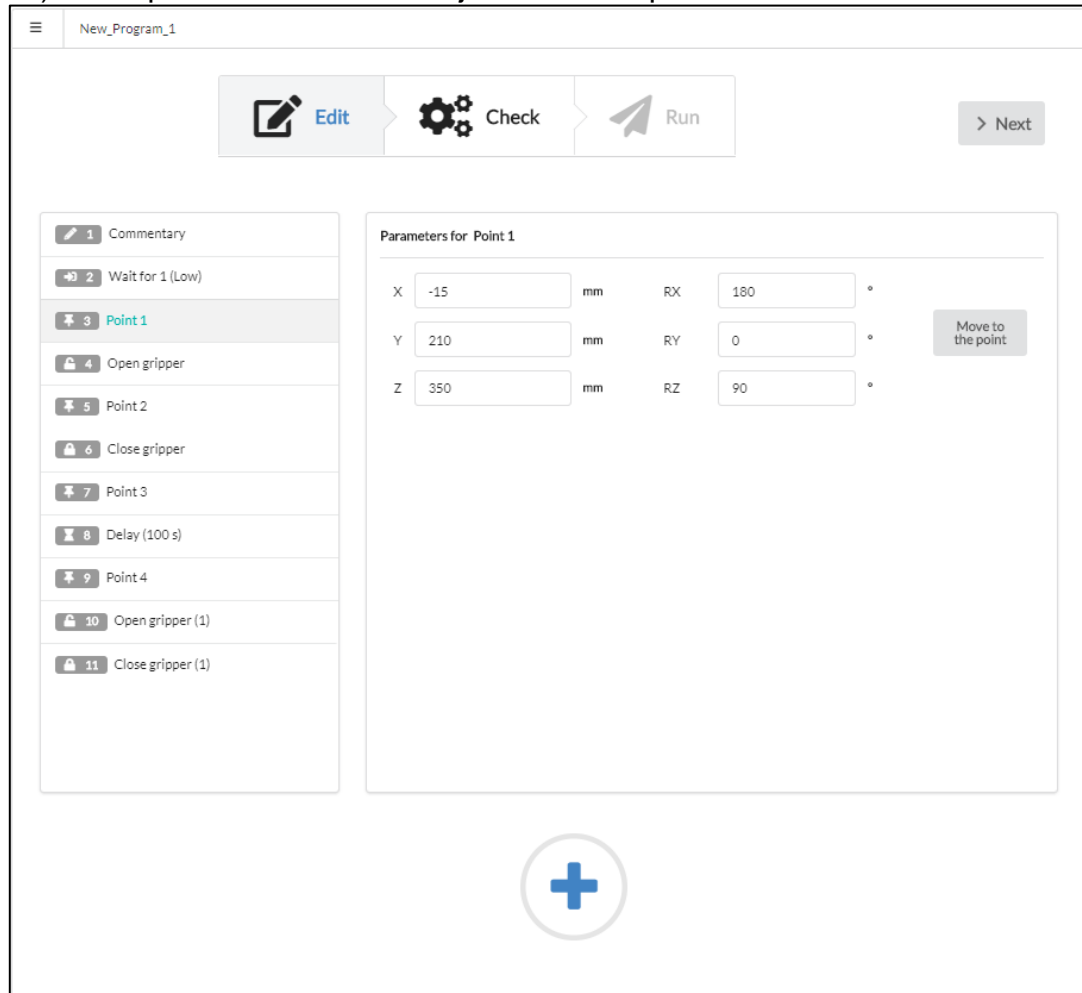 New_Program_1
Edit
Check
Run
> Next
1 Commentary
2 Wait for 1 (Low)
3 Point 1
4 Open gripper
5 Point 2
6 Close gripper
7 Point 3
8 Delay (100 s)
9 Point 4
10 Open gripper (1)
11 Close gripper (1)
Parameters for Point 1
X -15 mm RX 180 °
Y 210 mm RY 0 °
Z 350 mm RZ 90 °
Move to
the point